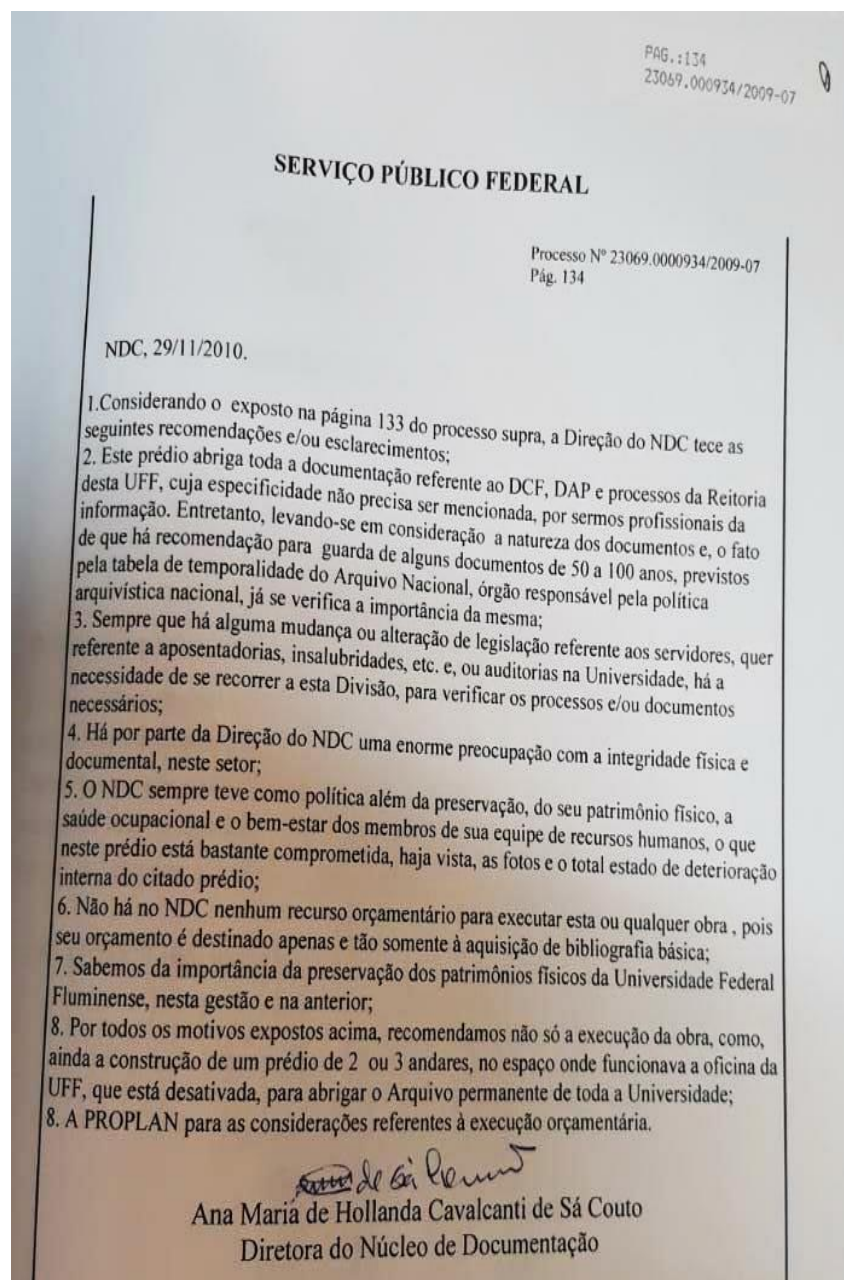 PAG.:134
23069.000934/2009-07
SERVIÇO PÚBLICO FEDERAL
Processo Nº 23069.0000934/2009-07
Pág. 134
NDC, 29/11/2010.
1.Considerando o exposto na página 133 do processo supra, a Direção do NDC tece as
seguintes recomendações e/ou esclarecimentos;
2. Este prédio abriga toda a documentação referente ao DCF, DAP e processos da Reitoria
desta UFF, cuja especificidade não precisa ser mencionada, por sermos profissionais da
informação. Entretanto, levando-se em consideração a natureza dos documentos e, o fato
de que há recomendação para guarda de alguns documentos de 50 a 100 anos, previstos
pela tabela de temporalidade do Arquivo Nacional, órgão responsável pela política
arquivística nacional, já se verifica a importância da mesma;
3. Sempre que há alguma mudança ou alteração de legislação referente aos servidores, quer
referente a aposentadorias, insalubridades, etc. e, ou auditorias na Universidade, há a
necessidade de se recorrer a esta Divisão, para verificar os processos e/ou documentos
necessários;
4. Há por parte da Direção do NDC uma enorme preocupação com a integridade física e
documental, neste setor;
5. O NDC sempre teve como política além da preservação, do seu patrimônio físico, a
saúde ocupacional e o bem-estar dos membros de sua equipe de recursos humanos, o que
neste prédio está bastante comprometida, haja vista, as fotos e o total estado de deterioração
interna do citado prédio;
6. Não há no NDC nenhum recurso orçamentário para executar esta ou qualquer obra , pois
seu orçamento é destinado apenas e tão somente à aquisição de bibliografia básica;
7. Sabemos da importância da preservação dos patrimônios físicos da Universidade Federal
Fluminense, nesta gestão e na anterior;
8. Por todos os motivos expostos acima, recomendamos não só a execução da obra, como,
ainda a construção de um prédio de 2 ou 3 andares, no espaço onde funcionava a oficina da
UFF, que está desativada, para abrigar o Arquivo permanente de toda a Universidade;
8. A PROPLAN para as considerações referentes à execução orçamentária.
de Sá
Ana Maria de Hollanda Cavalcanti de Sá Couto
Diretora do Núcleo de Documentação